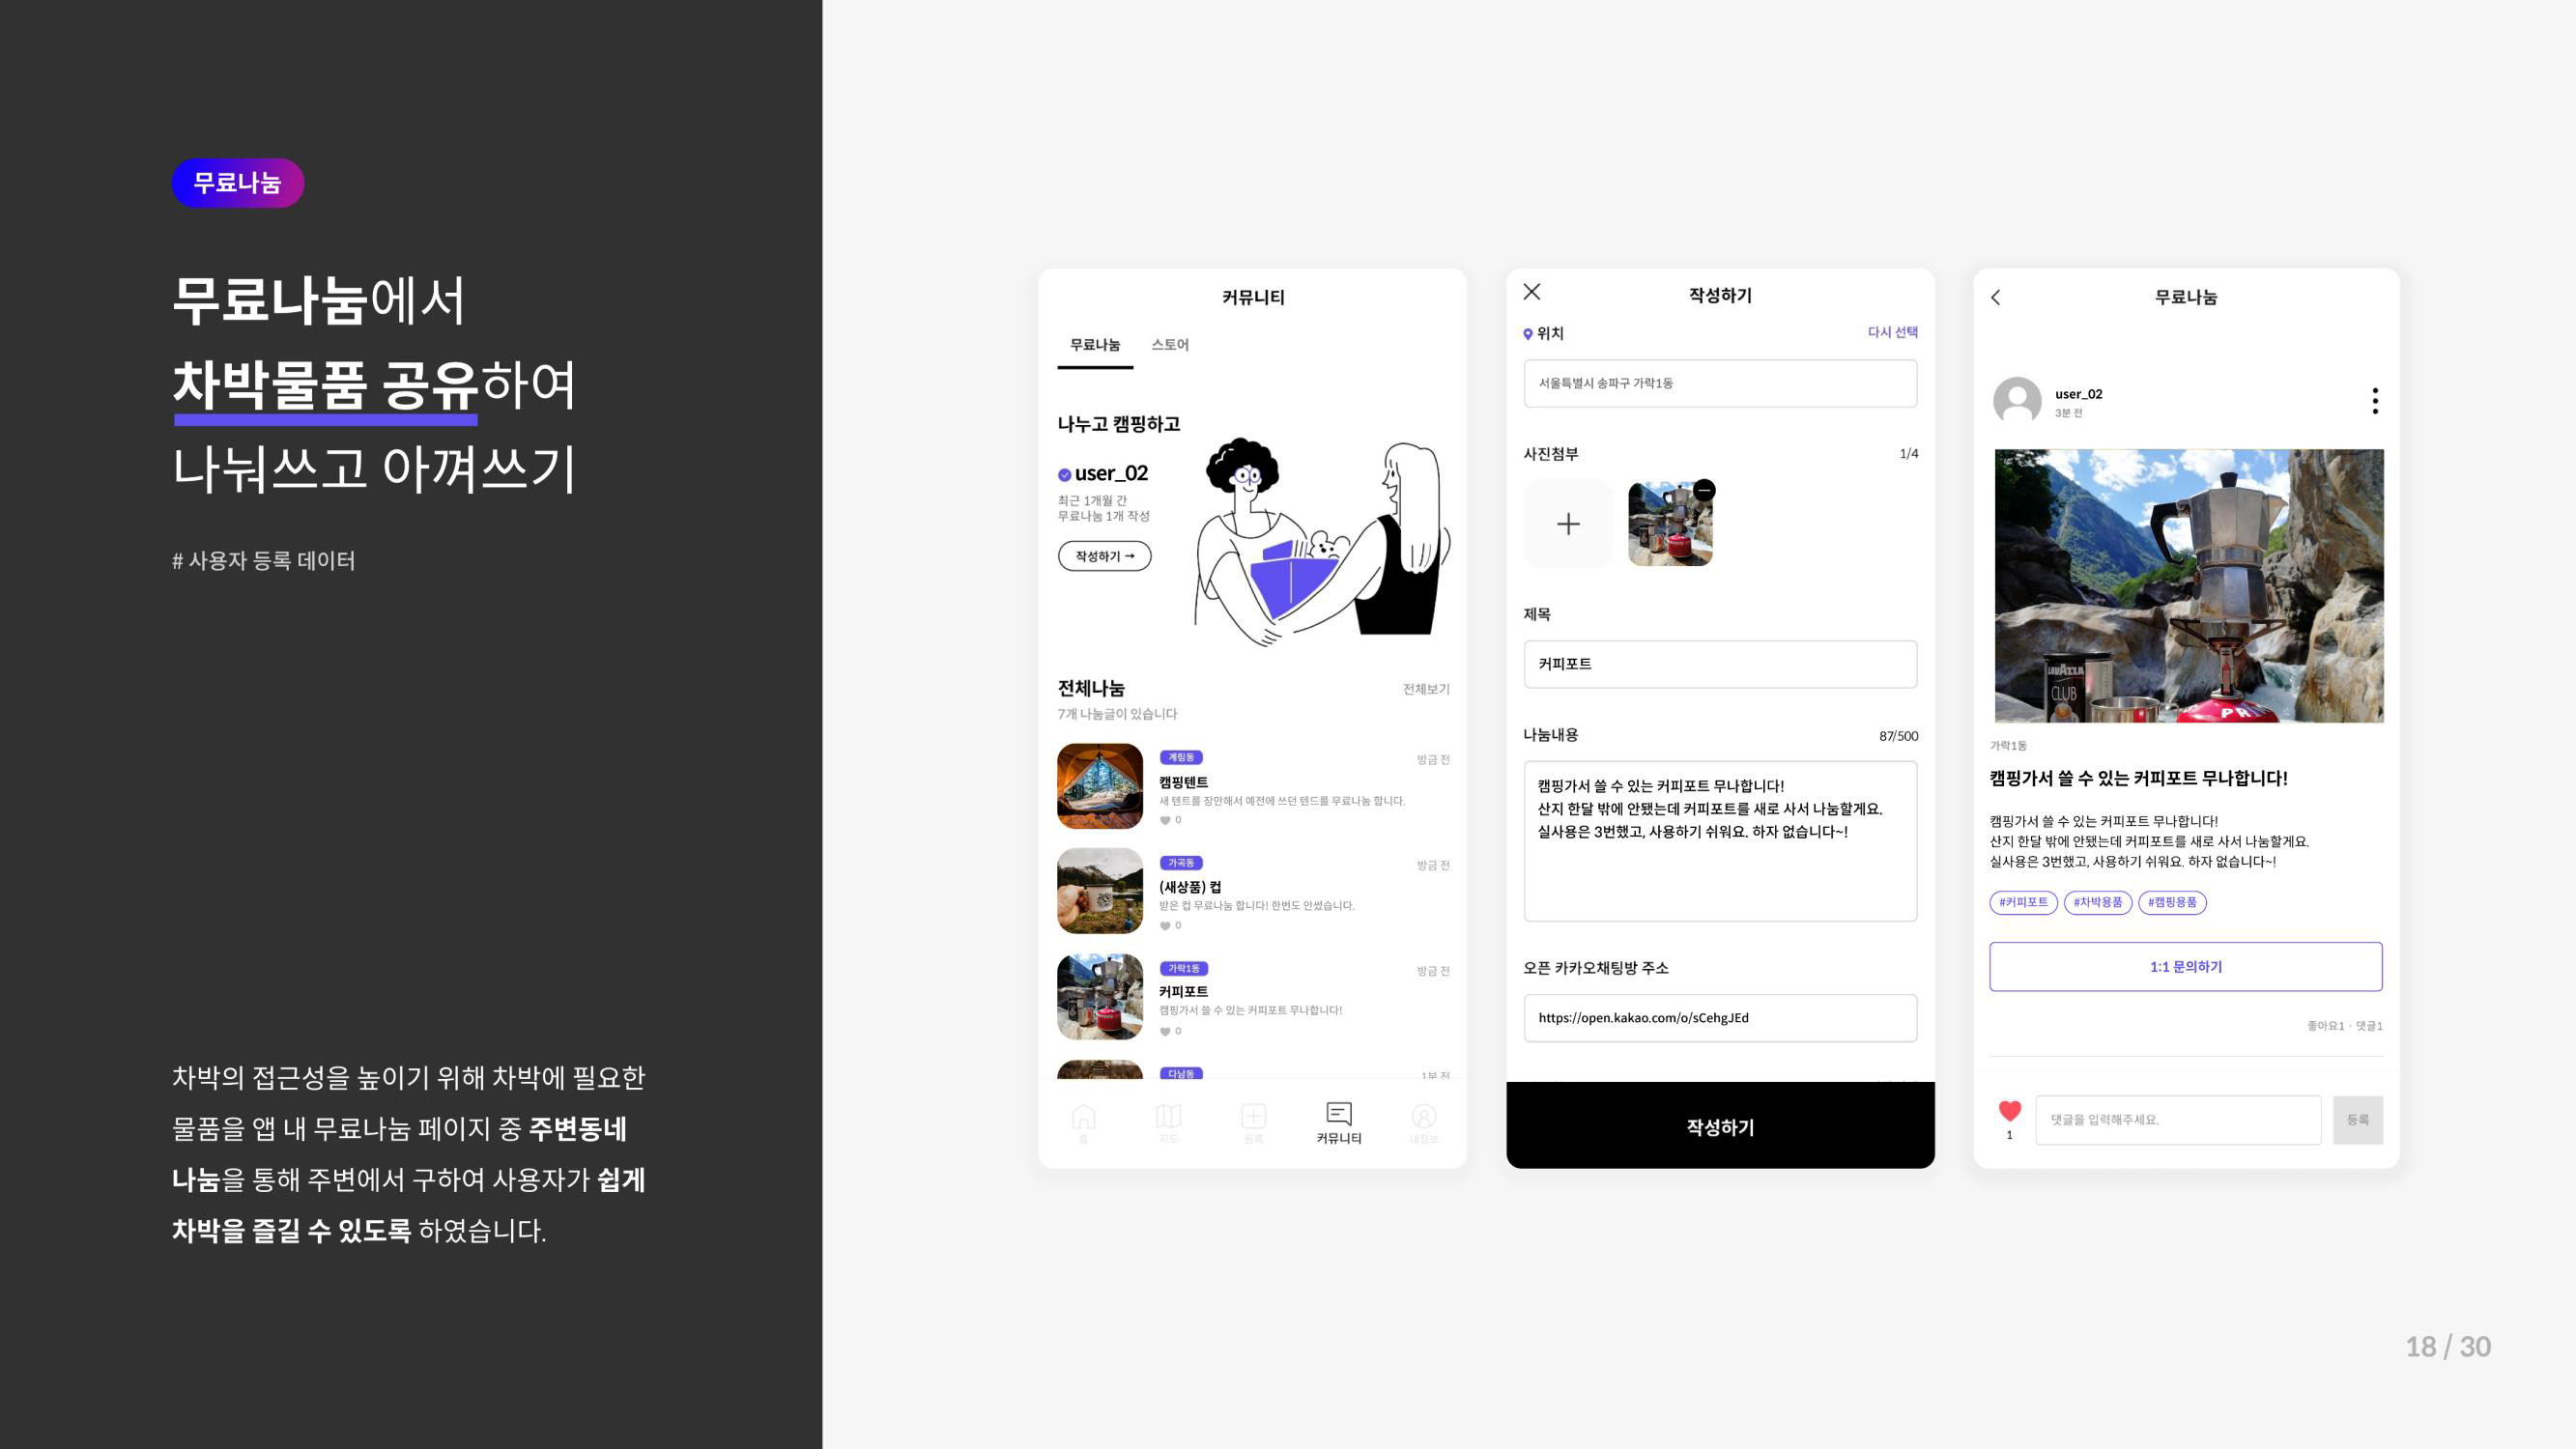 무료나눔
무료나눔에서
차박물품 공유하여
나눠쓰고 아껴쓰기
# 사용자 등록 데이터
차박의 접근성을 높이기 위해 차박에 필요한
물품을 앱 내 무료나눔 페이지 중 주변동네
나눔을 통해 주변에서 구하여 사용자가 쉽게
차박을 즐길 수 있도록 하였습니다.
커뮤니티
무료나눔 스토어
나누고 캠핑하고
user_02
최근 1개월 간
무료나눔 1개 작성
작성하기 →
전체나눔 전체보기
7개 나눔글이 있습니다
계림동 방금 전
캠핑텐트
새 텐트를 장만해서 예전에 쓰던 텐드를 무료나눔 합니다.
0
가곡동 방금 전
(새상품) 컵
받은 컵 무료나눔 합니다! 한번도 안썼습니다.
0
가락1동 방금 전
커피포트
캠핑가서 쓸 수 있는 커피포트 무나합니다!
0
다남동 1분 전
홈 지도 등록 커뮤니티 내정보
작성하기
위치 다시 선택
서울특별시 송파구 가락1동
사진첨부 1/4
제목
커피포트
나눔내용 87/500
캠핑가서 쓸 수 있는 커피포트 무나합니다!
산지 한달 밖에 안됐는데 커피포트를 새로 사서 나눔할게요.
실사용은 3번했고, 사용하기 쉬워요. 하자 없습니다~!
오픈 카카오채팅방 주소
https://open.kakao.com/o/sCehgJEd
작성하기
무료나눔
user_02
3분 전
LAVAZZA
CLUB
PRI
가락1동
캠핑가서 쓸 수 있는 커피포트 무나합니다!
캠핑가서 쓸 수 있는 커피포트 무나합니다!
산지 한달 밖에 안됐는데 커피포트를 새로 사서 나눔할게요.
실사용은 3번했고, 사용하기 쉬워요. 하자 없습니다~!
#커피포트 #차박용품 #캠핑용품
1:1 문의하기
좋아요1 · 댓글1
1
댓글을 입력해주세요.
등록
18 / 30